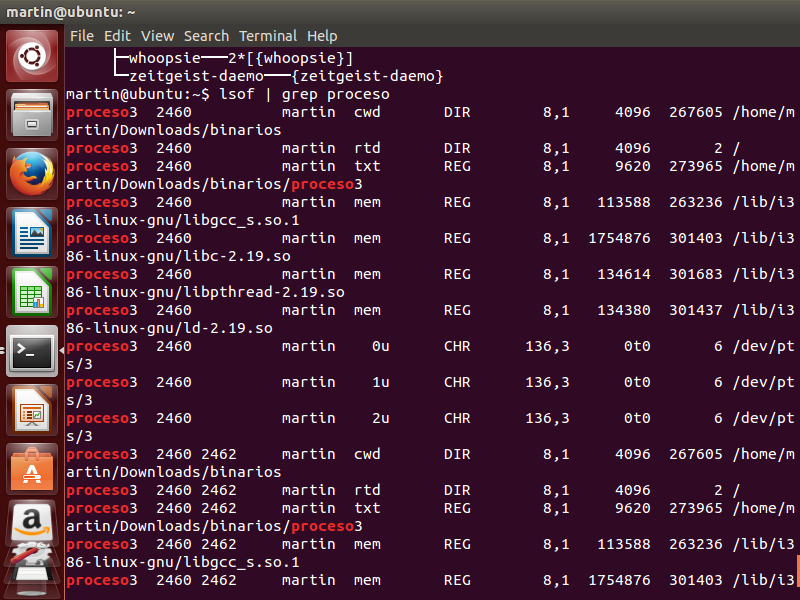 martin@ubuntu: ~
File Edit View Search Terminal Help
├─whoopsie───2*[{whoopsie}]
└─zeitgeist-daemo───{zeitgeist-daemo}
martin@ubuntu:~$ lsof | grep proceso
proceso3 2460 martin cwd DIR 8,1 4096 267605 /home/m
artin/Downloads/binarios
proceso3 2460 martin rtd DIR 8,1 4096 2 /
proceso3 2460 martin txt REG 8,1 9620 273965 /home/m
artin/Downloads/binarios/proceso3
proceso3 2460 martin mem REG 8,1 113588 263236 /lib/i3
86-linux-gnu/libgcc_s.so.1
proceso3 2460 martin mem REG 8,1 1754876 301403 /lib/i3
86-linux-gnu/libc-2.19.so
proceso3 2460 martin mem REG 8,1 134614 301683 /lib/i3
86-linux-gnu/libpthread-2.19.so
proceso3 2460 martin mem REG 8,1 134380 301437 /lib/i3
86-linux-gnu/ld-2.19.so
proceso3 2460 martin 0u CHR 136,3 0t0 6 /dev/pt
s/3
proceso3 2460 martin 1u CHR 136,3 0t0 6 /dev/pt
s/3
proceso3 2460 martin 2u CHR 136,3 0t0 6 /dev/pt
s/3
proceso3 2460 2462 martin cwd DIR 8,1 4096 267605 /home/m
artin/Downloads/binarios
proceso3 2460 2462 martin rtd DIR 8,1 4096 2 /
proceso3 2460 2462 martin txt REG 8,1 9620 273965 /home/m
artin/Downloads/binarios/proceso3
proceso3 2460 2462 martin mem REG 8,1 113588 263236 /lib/i3
86-linux-gnu/libgcc_s.so.1
proceso3 2460 2462 martin mem REG 8,1 1754876 301403 /lib/i3